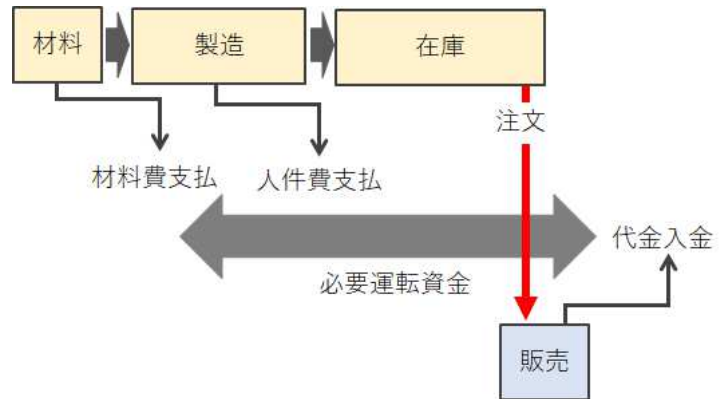 材料
製造
在庫
注文
材料費支払
人件費支払
代金入金
必要運転資金
販売